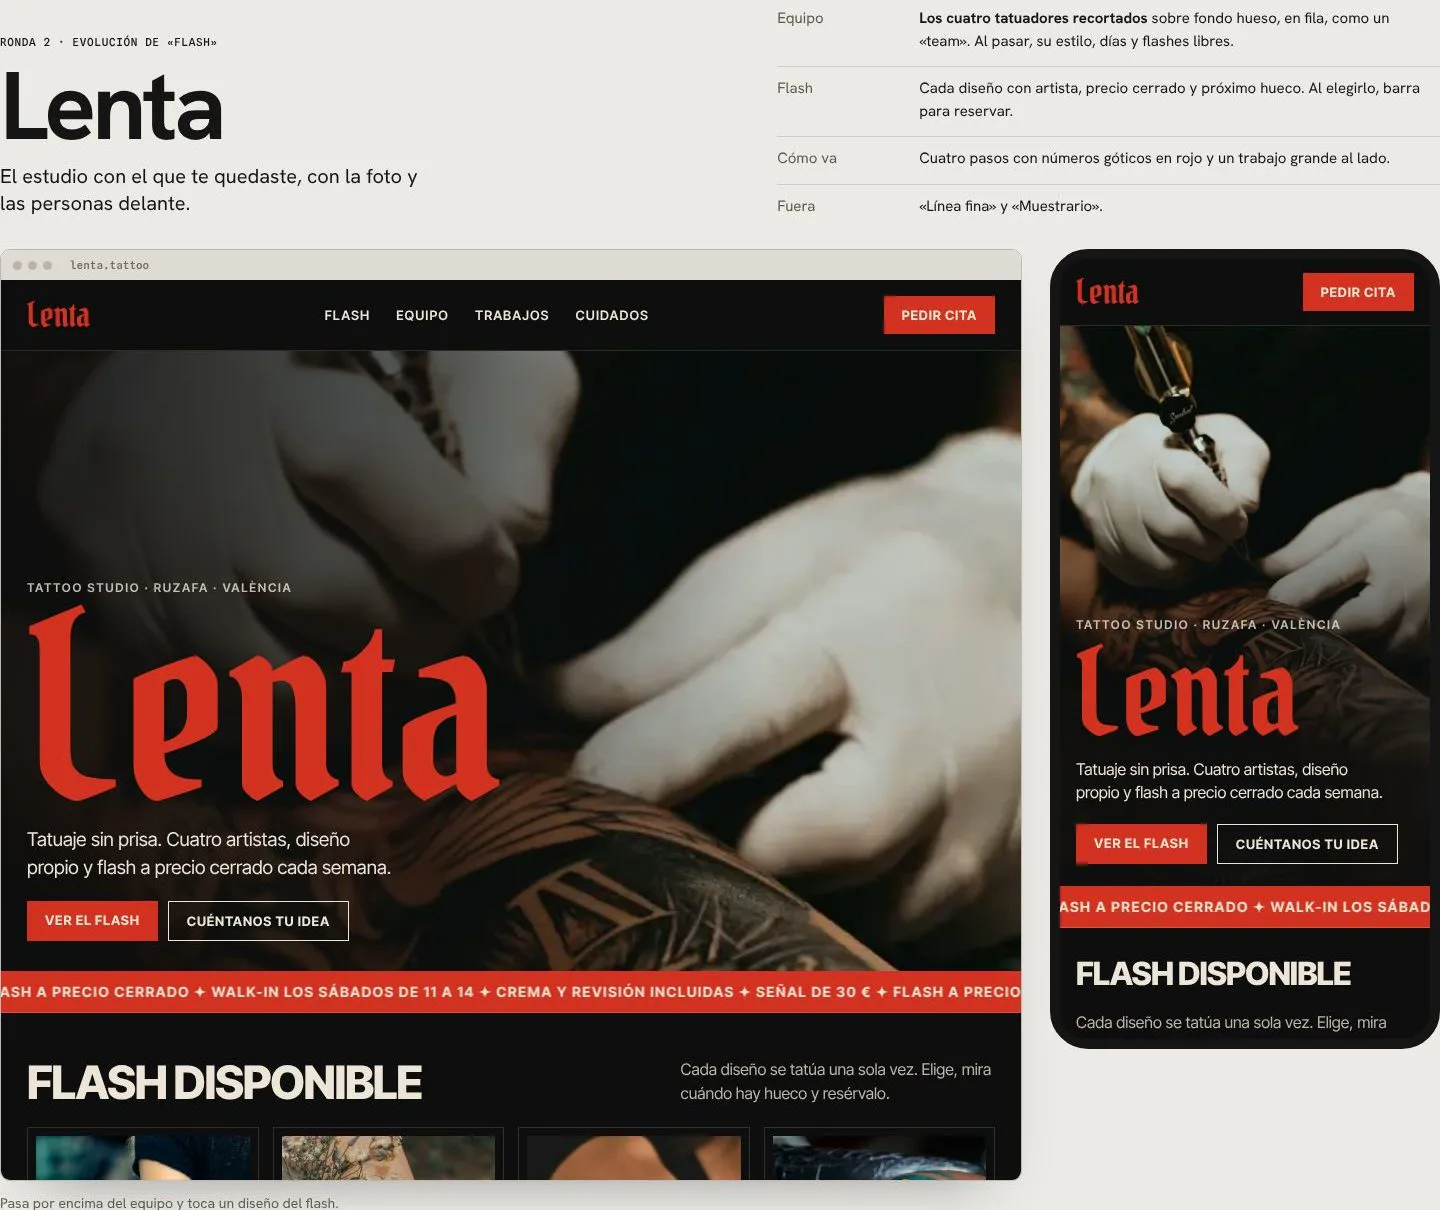 RONDA 2 · EVOLUCIÓN DE «FLASH»
Lenta
El estudio con el que te quedaste, con la foto y
las personas delante.
Equipo
Los cuatro tatuadores recortados sobre fondo hueso, en fila, como un
«team». Al pasar, su estilo, días y flashes libres.
Flash
Cada diseño con artista, precio cerrado y próximo hueco. Al elegirlo, barra
para reservar.
Cómo va
Cuatro pasos con números góticos en rojo y un trabajo grande al lado.
Fuera
«Línea fina» y «Muestrario».
lenta.tattoo
Lenta
FLASH EQUIPO TRABAJOS CUIDADOS
PEDIR CITA
TATTOO STUDIO · RUZAFA · VALÈNCIA
Lenta
Tatuaje sin prisa. Cuatro artistas, diseño
propio y flash a precio cerrado cada semana.
VER EL FLASH
CUÉNTANOS TU IDEA
ASH A PRECIO CERRADO ✦ WALK-IN LOS SÁBADOS DE 11 A 14 ✦ CREMA Y REVISIÓN INCLUIDAS ✦ SEÑAL DE 30 € ✦ FLASH A PRECIO
FLASH DISPONIBLE
Cada diseño se tatúa una sola vez. Elige, mira
cuándo hay hueco y resérvalo.
Lenta
PEDIR CITA
TATTOO STUDIO · RUZAFA · VALÈNCIA
Lenta
Tatuaje sin prisa. Cuatro artistas, diseño
propio y flash a precio cerrado cada semana.
VER EL FLASH
CUÉNTANOS TU IDEA
ASH A PRECIO CERRADO ✦ WALK-IN LOS SÁBAD
FLASH DISPONIBLE
Cada diseño se tatúa una sola vez. Elige, mira
Pasa por encima del equipo y toca un diseño del flash.